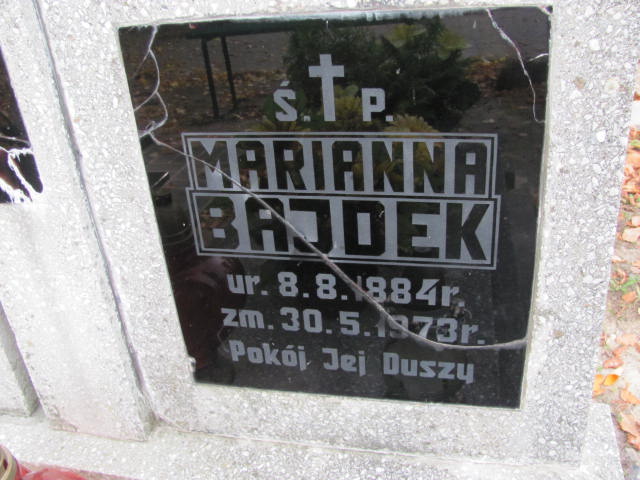 Ś. P.
MARIANNA
BAJDEK
ur. 8.8.1884r.
zm. 30.5.1973r.
Pokój Jej Duszy